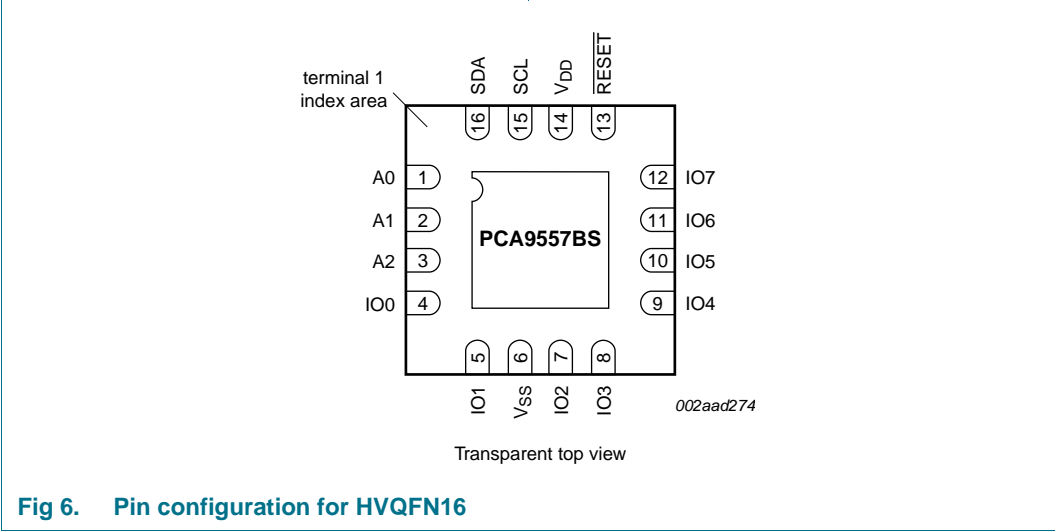 terminal 1
index area
SDA
SCL
VDD
RESET
16
15
14
13
A0 1
12 IO7
A1 2
11 IO6
PCA9557BS
A2 3
10 IO5
IO0 4
9 IO4
5
6
7
8
IO1
VSS
IO2
IO3
002aad274
Transparent top view
Fig 6. Pin configuration for HVQFN16